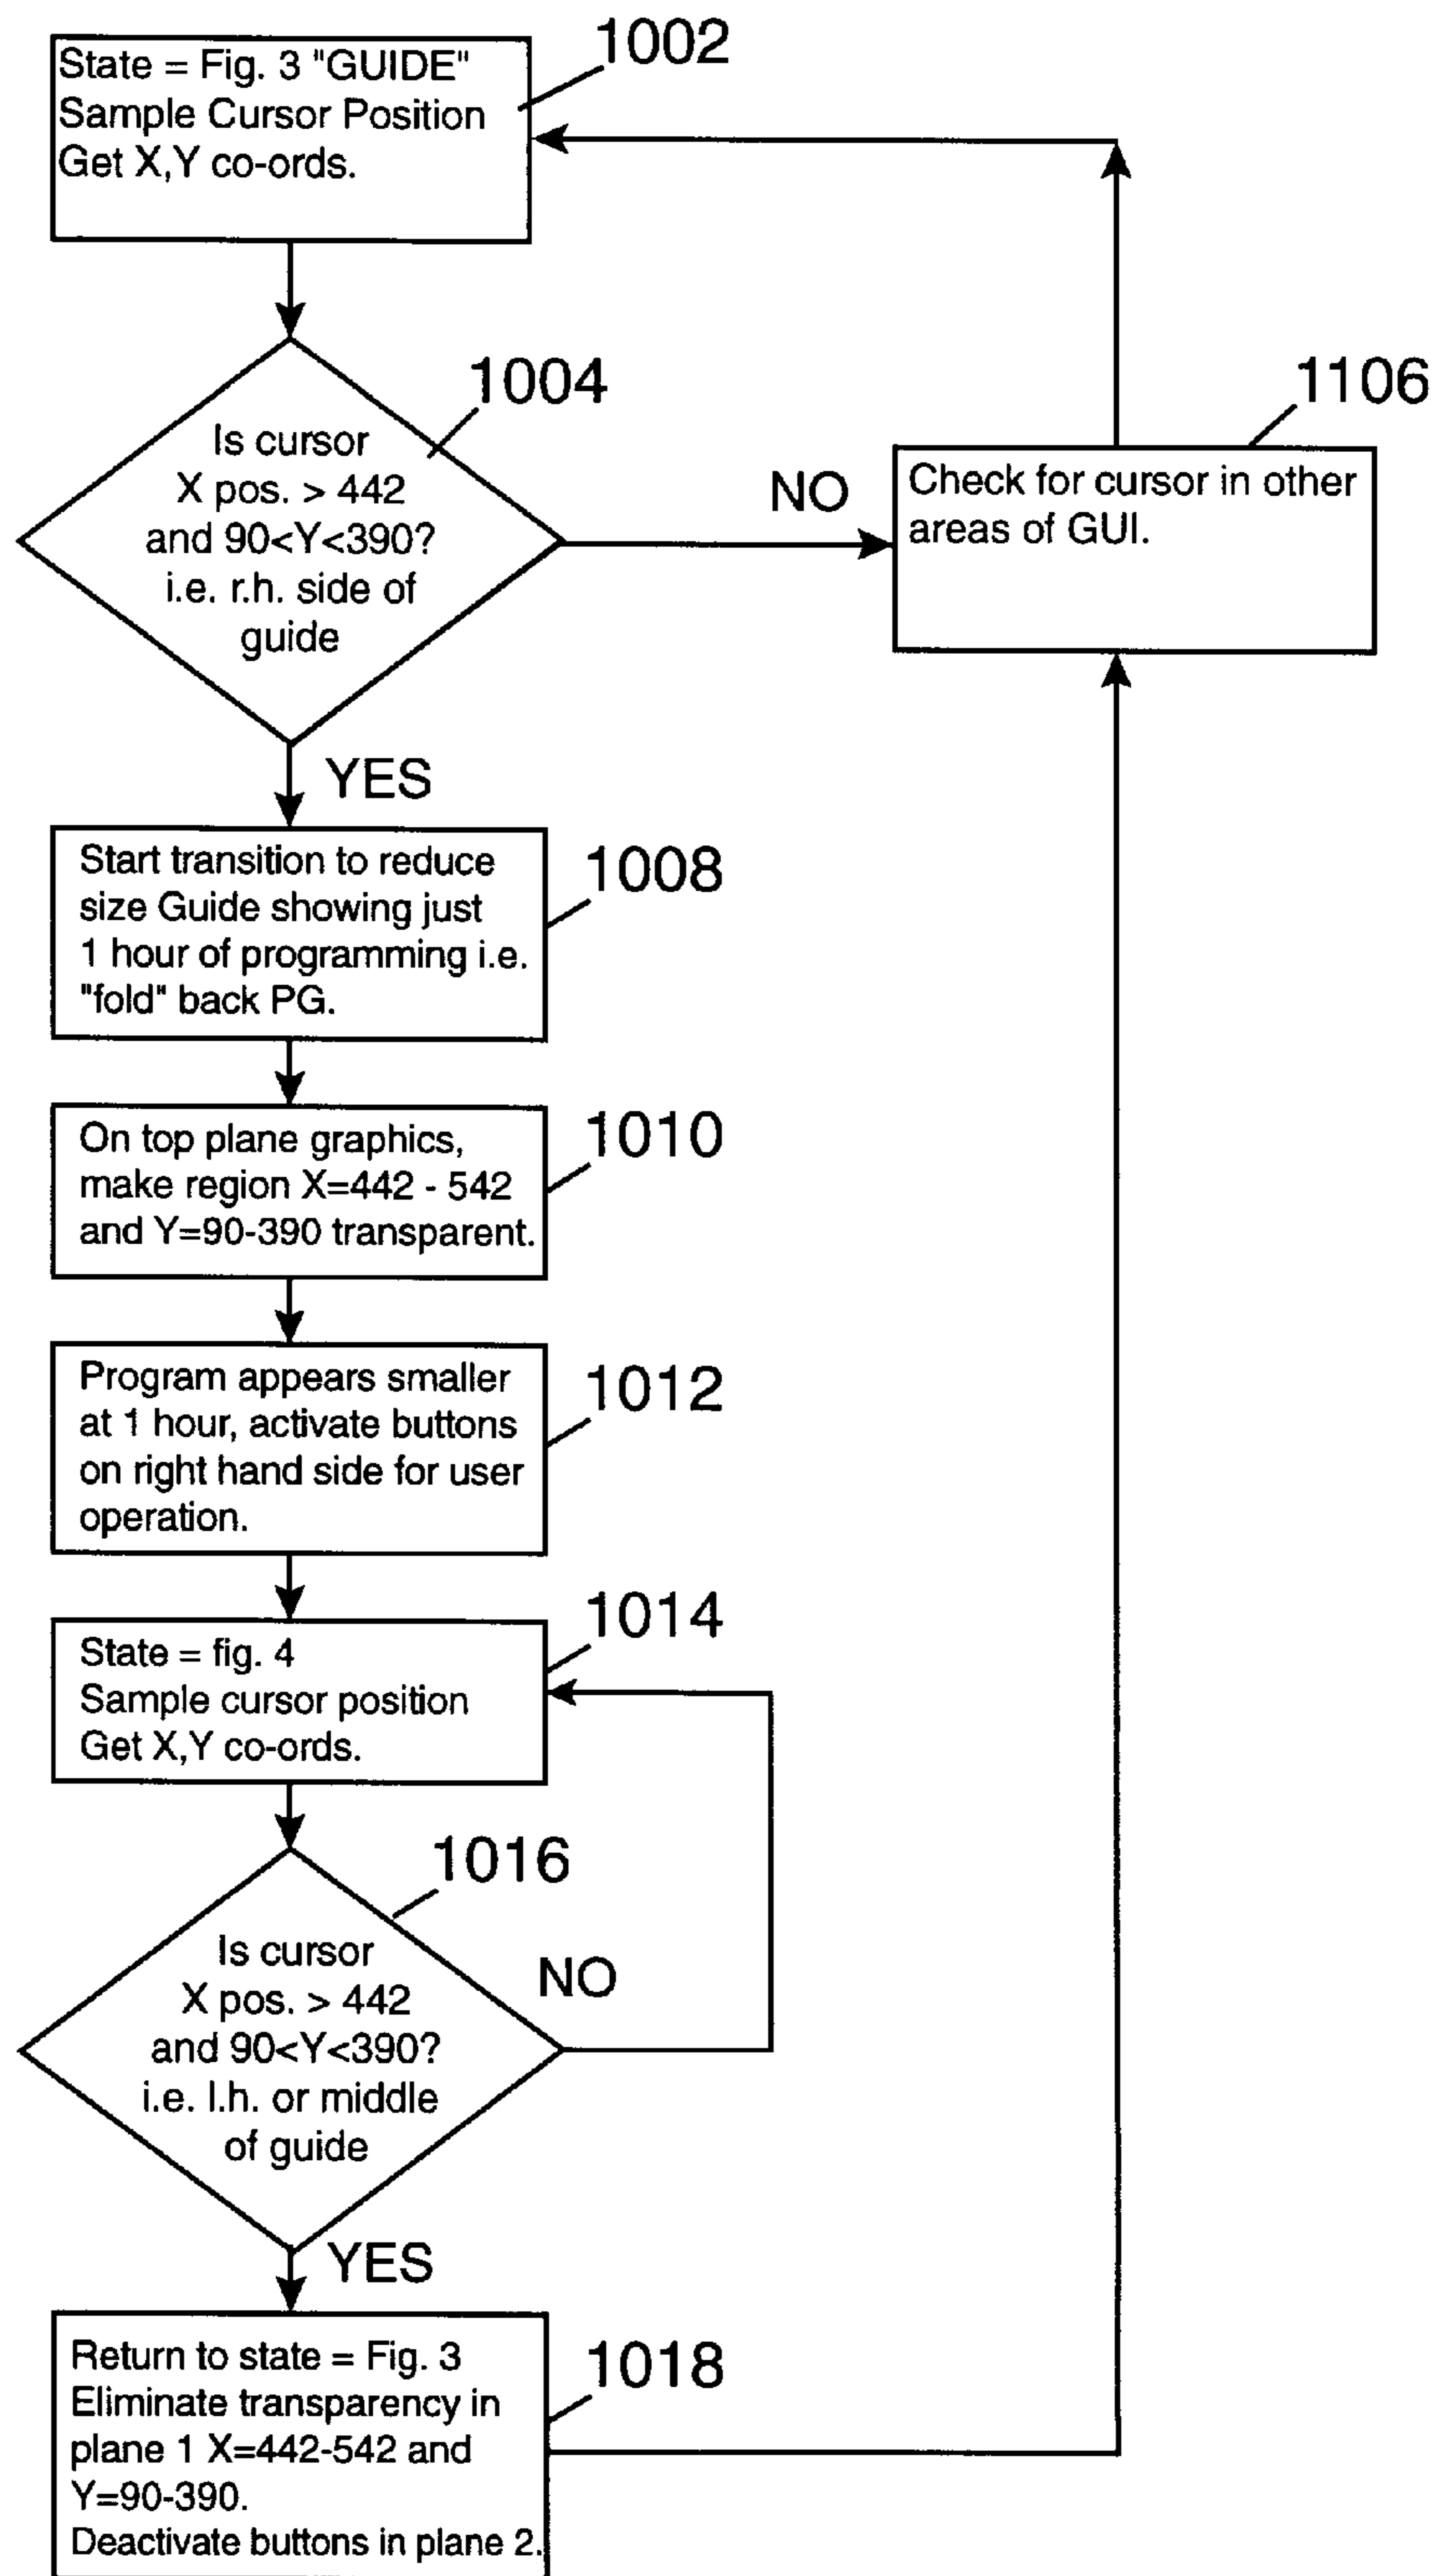 1002
State = Fig. 3 "GUIDE"
Sample Cursor Position
Get X,Y co-ords.
1004
Is cursor
X pos. > 442
and 90<Y<390?
i.e. r.h. side of
guide
NO
1106
Check for cursor in other
areas of GUI.
YES
1008
Start transition to reduce
size Guide showing just
1 hour of programming i.e.
"fold" back PG.
1010
On top plane graphics,
make region X=442 - 542
and Y=90-390 transparent.
1012
Program appears smaller
at 1 hour, activate buttons
on right hand side for user
operation.
1014
State = fig. 4
Sample cursor position
Get X,Y co-ords.
1016
Is cursor
X pos. > 442
and 90<Y<390?
i.e. l.h. or middle
of guide
NO
YES
1018
Return to state = Fig. 3
Eliminate transparency in
plane 1 X=442-542 and
Y=90-390.
Deactivate buttons in plane 2.